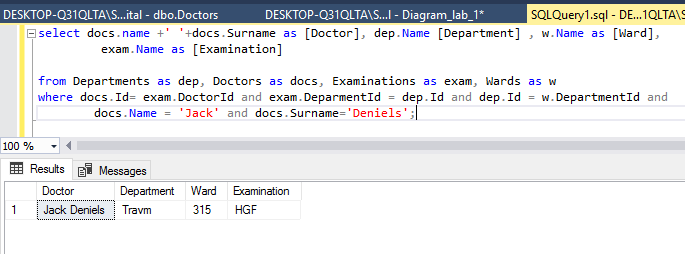 DESKTOP-Q31QLTA\S...ital - dbo.Doctors DESKTOP-Q31QLTA\S...l - Diagram_lab_1* SQLQuery1.sql - DE...1QLTA\S
select docs.name +' '+docs.Surname as [Doctor], dep.Name [Department] , w.Name as [Ward],
exam.Name as [Examination]
from Departments as dep, Doctors as docs, Examinations as exam, Wards as w
where docs.Id= exam.DoctorId and exam.DeparmentId = dep.Id and dep.Id = w.DepartmentId and
docs.Name = 'Jack' and docs.Surname='Deniels';
100 %
Results Messages
Doctor Department Ward Examination
1 Jack Deniels Travm 315 HGF